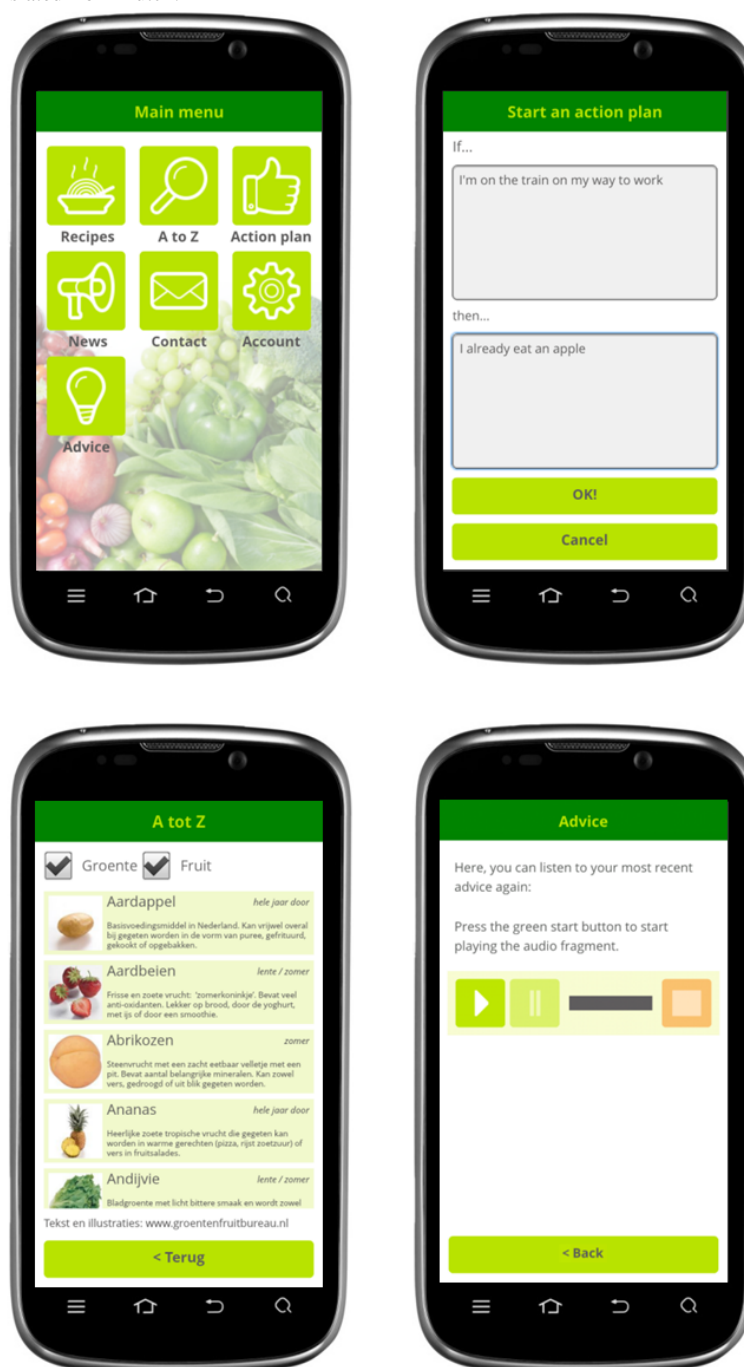 Main menu
Recipes
A to Z
Action plan
News
Contact
Account
Advice
Start an action plan
If...
I'm on the train on my way to work
then...
I already eat an apple
OK!
Cancel
A tot Z
Groente
Fruit
Aardappel
hele jaar door
Basisvoedingsmiddel in Nederland. Kan vrijwel overal
bij gegeten worden in de vorm van puree, gefrituurd,
gekookt of opgebakken.
Aardbeien
lente / zomer
Frisse en zoete vrucht: 'zomerkoninkje'. Bevat veel
anti-oxidanten. Lekker op brood, door de yoghurt,
met ijs of door een smoothie.
Abrikozen
zomer
Steenvrucht met een zacht eetbaar velletje met een
pit. Bevat aantal belangrijke mineralen. Kan zowel
vers, gedroogd of uit blik gegeten worden.
Ananas
hele jaar door
Heerlijke zoete tropische vrucht die gegeten kan
worden in warme gerechten (pizza, rijst zoetzuur) of
vers in fruitsalades.
Andijvie
lente / zomer
Bladgroente met licht bittere smaak en wordt zowel
Tekst en illustraties: www.groentenfruitbureau.nl
< Terug
Advice
Here, you can listen to your most recent
advice again:
Press the green start button to start
playing the audio fragment.
< Back